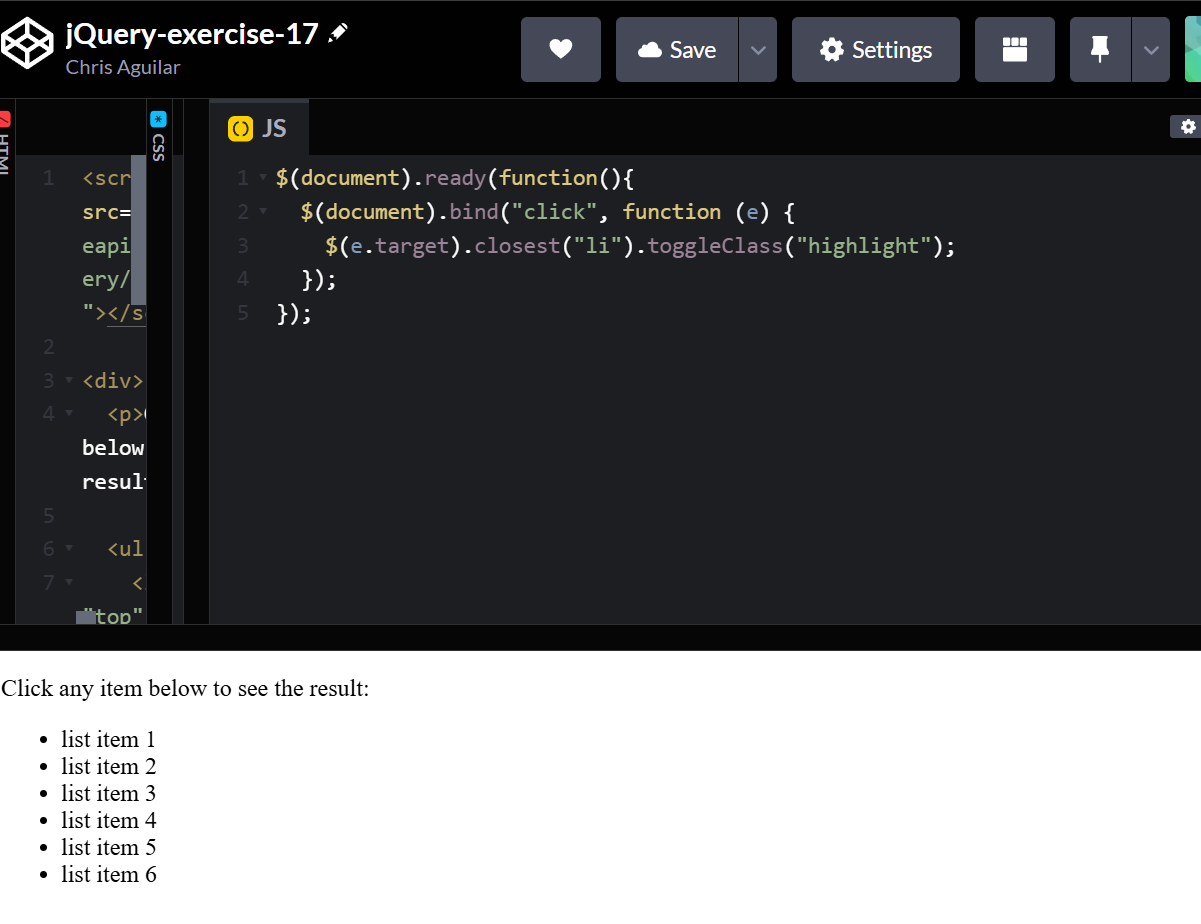 jQuery-exercise-17
Chris Aguilar
Save
Settings
HTML
1 <scr
src=
eapi
ery/
"></s
2
3 <div>
4 <p>
below
resul
5
6 <ul
7 <
"top"
CSS
JS
1 $(document).ready(function(){
2 $(document).bind("click", function (e) {
3 $(e.target).closest("li").toggleClass("highlight");
4 });
5 });
Click any item below to see the result:
• list item 1
• list item 2
• list item 3
• list item 4
• list item 5
• list item 6